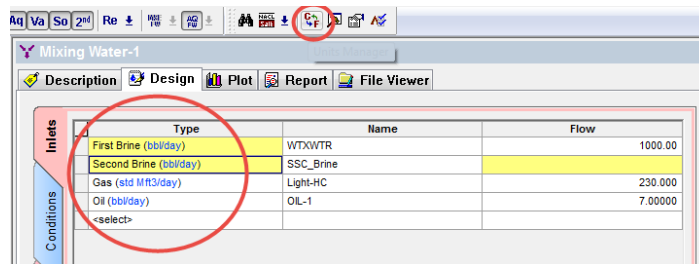 Aq Va So 2nd Re
NACL Salt C F
Mixing Water-1 Units Manager
Description Design Plot Report File Viewer
Inlets
Conditions
Type Name Flow
First Brine (bbl/day) WTXWTR 1000.00
Second Brine (bbl/day) SSC_Brine
Gas (std Mft3/day) Light-HC 230.000
Oil (bbl/day) OIL-1 7.00000
<select>